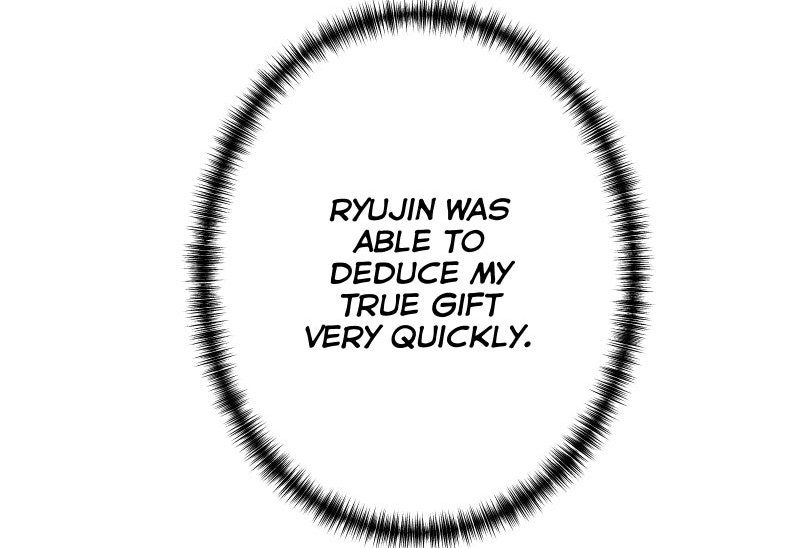 RYUJIN WAS
ABLE TO
DEDUCE MY
TRUE GIFT
VERY QUICKLY.